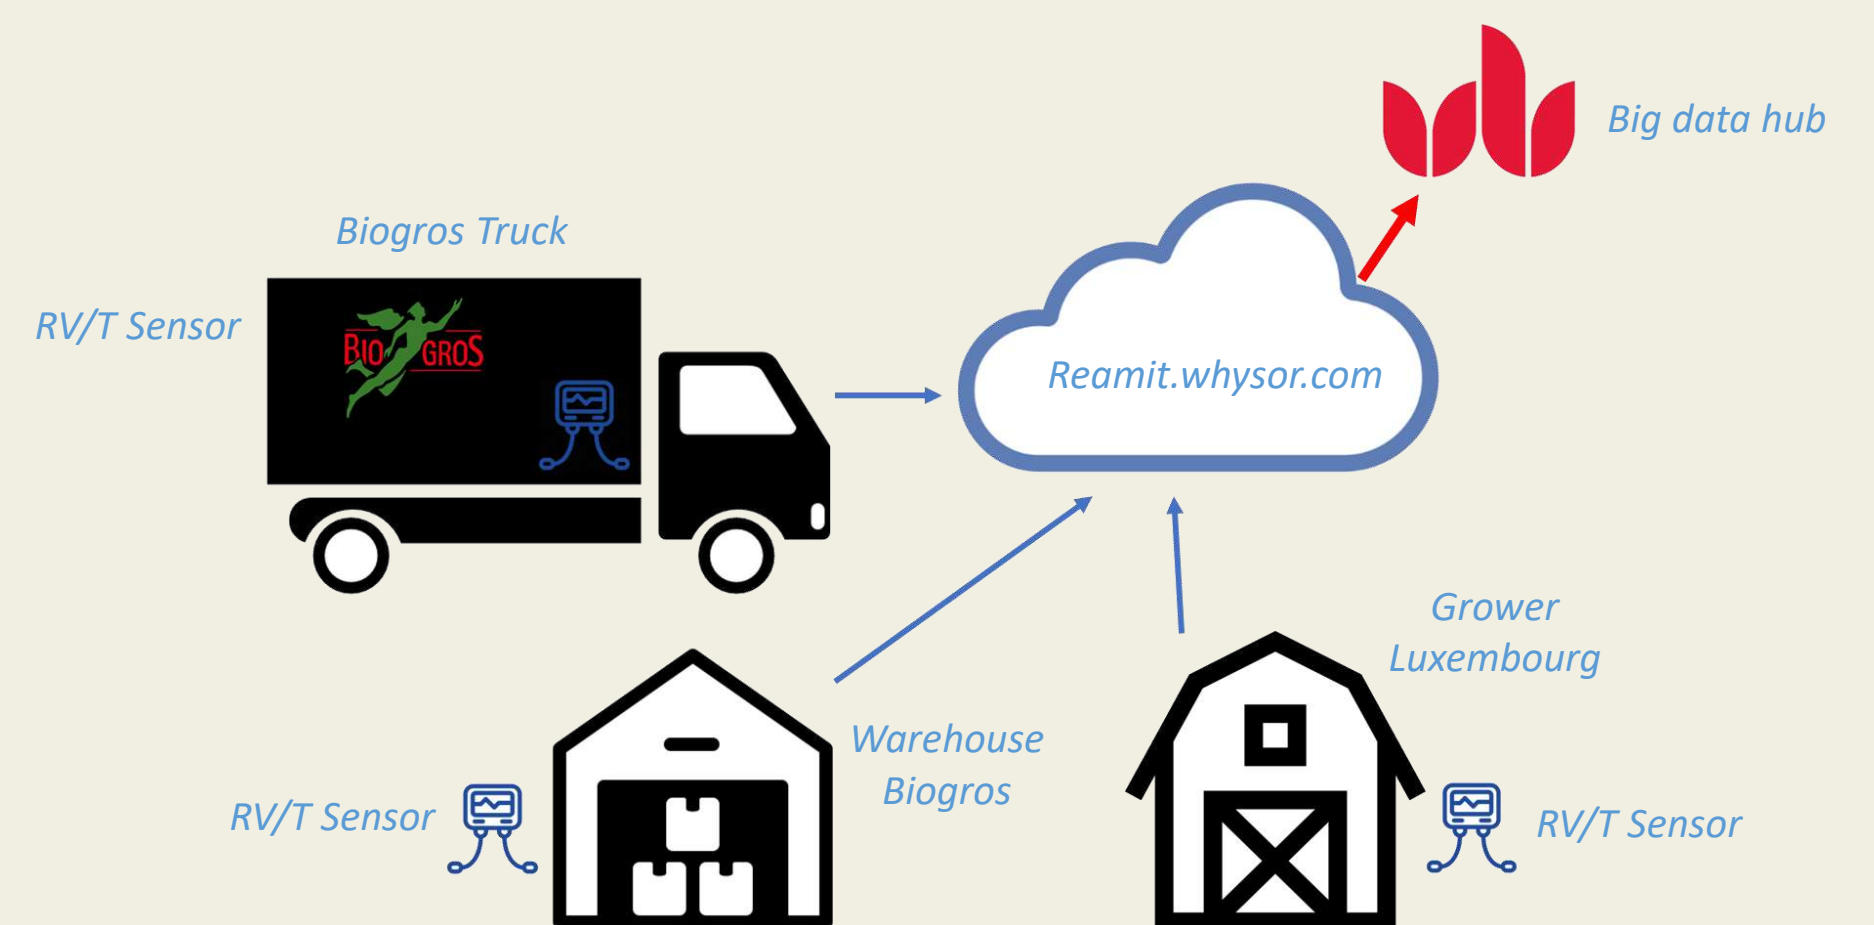 Big data hub
Biogros Truck
RV/T Sensor
BIO GROS
Reamit.whysor.com
Grower
Luxembourg
Warehouse
Biogros
RV/T Sensor
RV/T Sensor